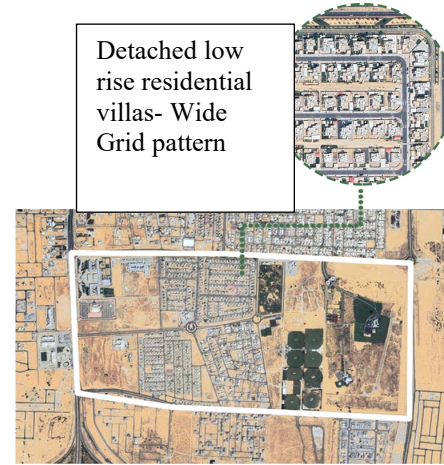 Detached low
rise residential
villas- Wide
Grid pattern